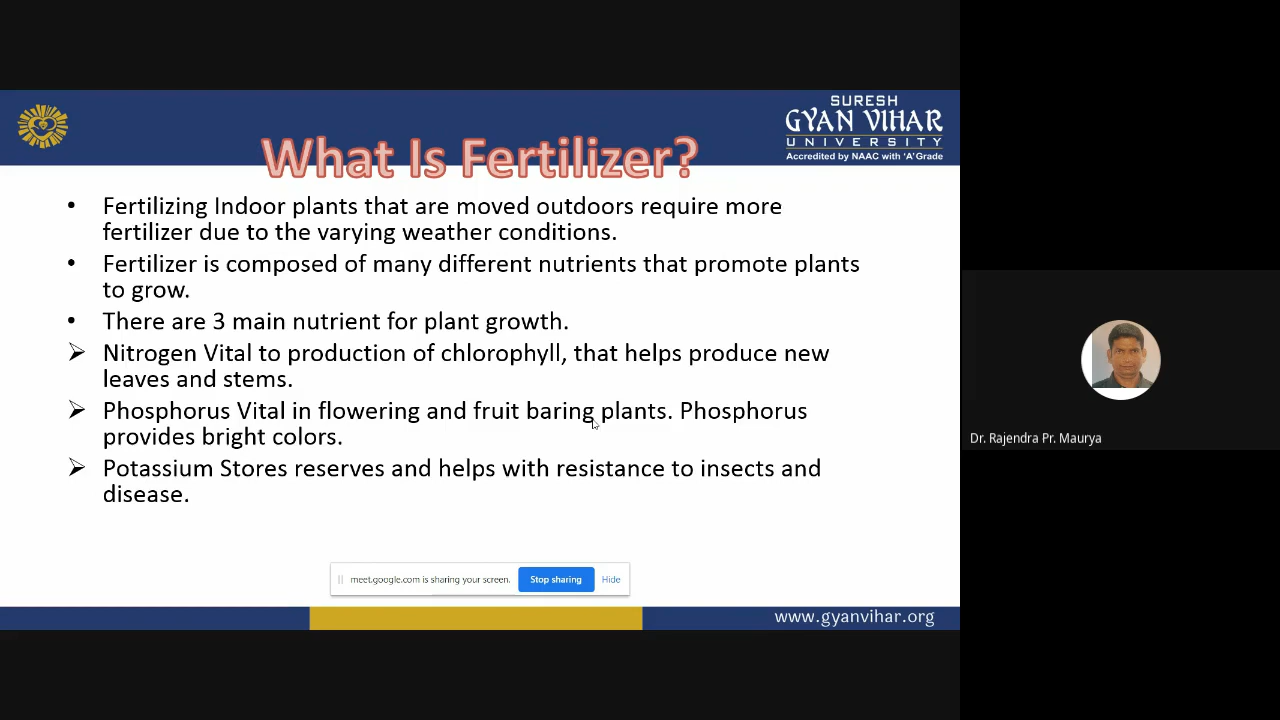 SURESH
GYAN VIHAR
UNIVERSITY
Accredited by NAAC with 'A'Grade
What Is Fertilizer?
• Fertilizing Indoor plants that are moved outdoors require more
fertilizer due to the varying weather conditions.
• Fertilizer is composed of many different nutrients that promote plants
to grow.
• There are 3 main nutrient for plant growth.
➢ Nitrogen Vital to production of chlorophyll, that helps produce new
leaves and stems.
➢ Phosphorus Vital in flowering and fruit baring plants. Phosphorus
provides bright colors.
➢ Potassium Stores reserves and helps with resistance to insects and
disease.
meet.google.com is sharing your screen. Stop sharing Hide
www.gyanvihar.org
Dr. Rajendra Pr. Maurya